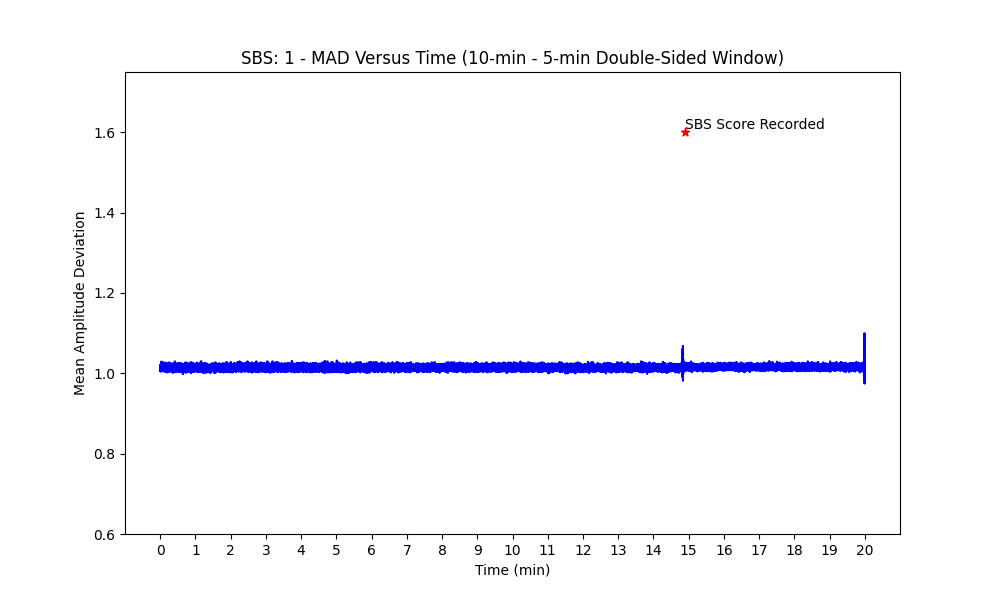 SBS: 1 - MAD Versus Time (10-min - 5-min Double-Sided Window)
SBS Score Recorded
Mean Amplitude Deviation
1.6
1.4
1.2
1.0
0.8
0.6
0 1 2 3 4 5 6 7 8 9 10 11 12 13 14 15 16 17 18 19 20
Time (min)